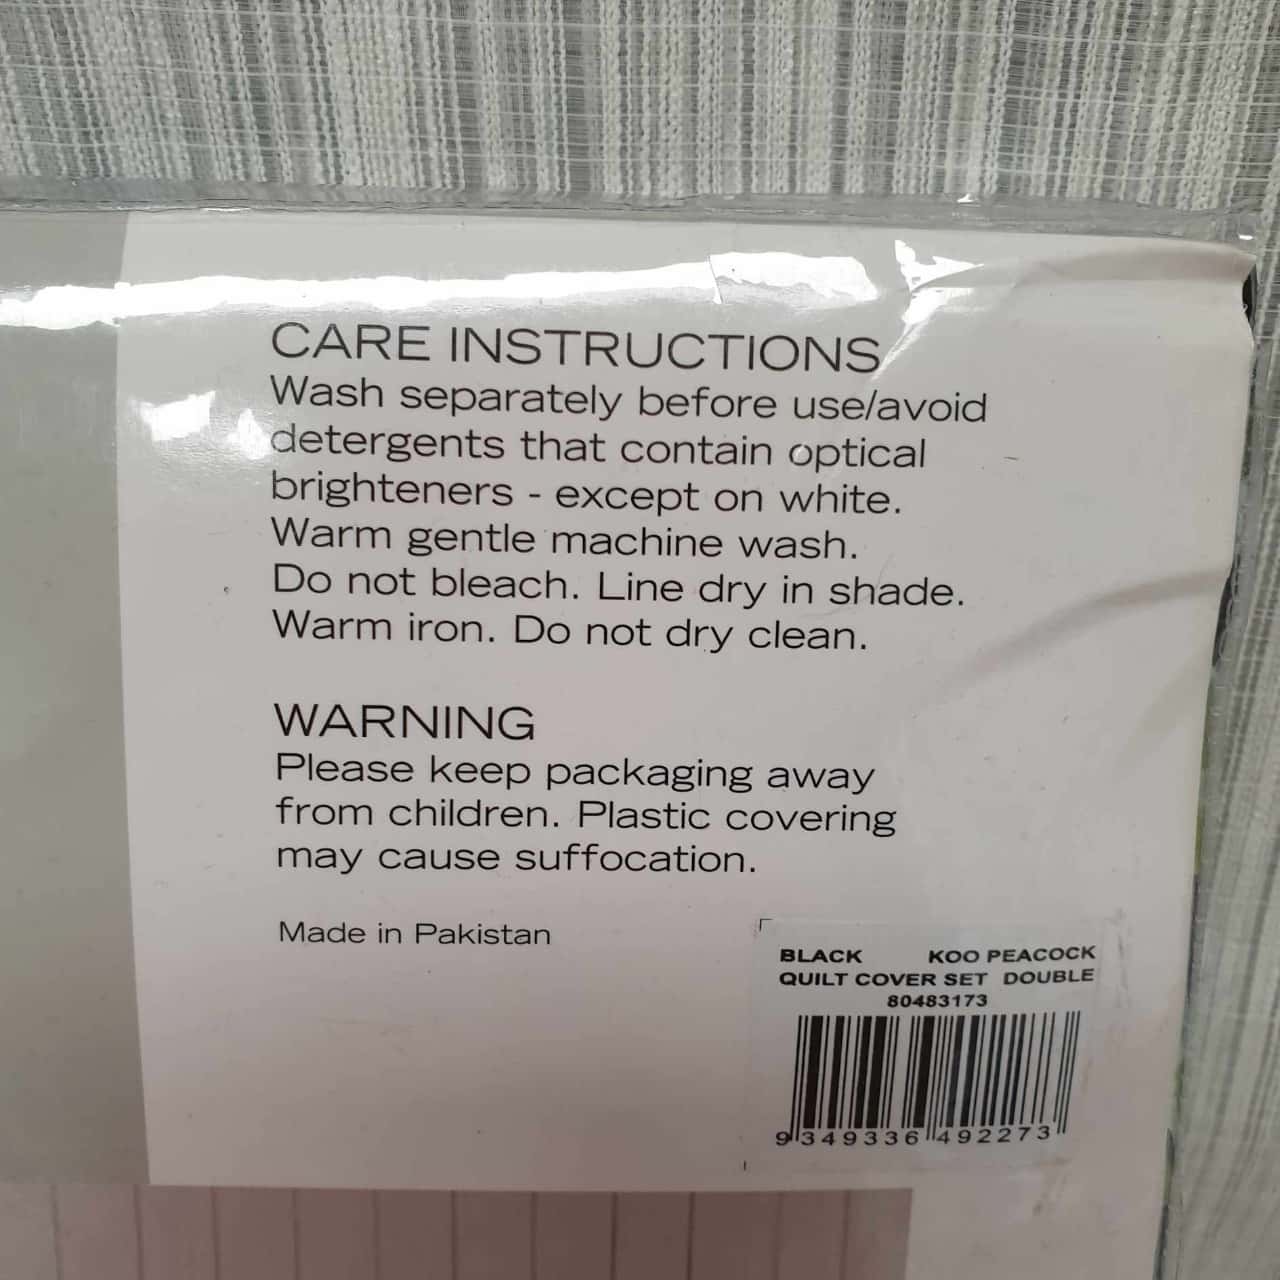 CARE INSTRUCTIONS
Wash separately before use/avoid
detergents that contain optical
brighteners - except on white.
Warm gentle machine wash.
Do not bleach. Line dry in shade.
Warm iron. Do not dry clean.
WARNING
Please keep packaging away
from children. Plastic covering
may cause suffocation.
Made in Pakistan
BLACK KOO PEACOCK
QUILT COVER SET DOUBLE
80483173
9 349336 492273